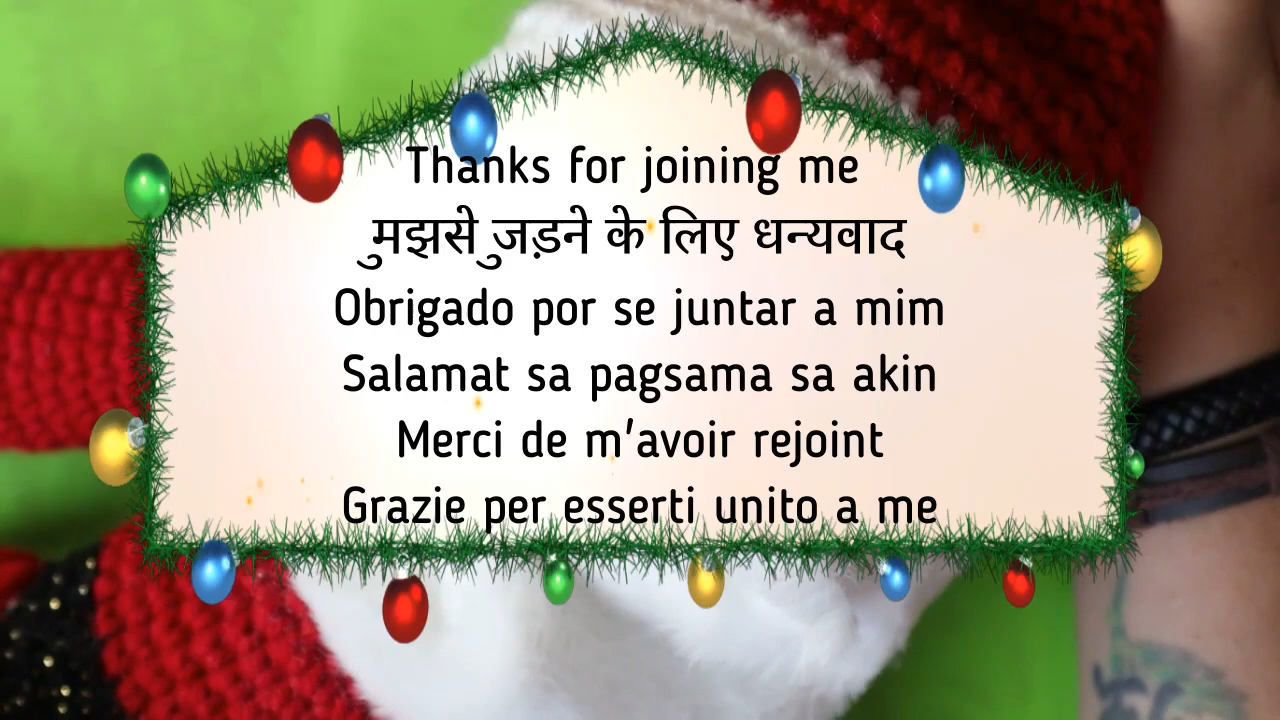 Thanks for joining me
मुझसे जुड़ने के लिए धन्यवाद
Obrigado por se juntar a mim
Salamat sa pagsama sa akin
Merci de m'avoir rejoint
Grazie per esserti unito a me